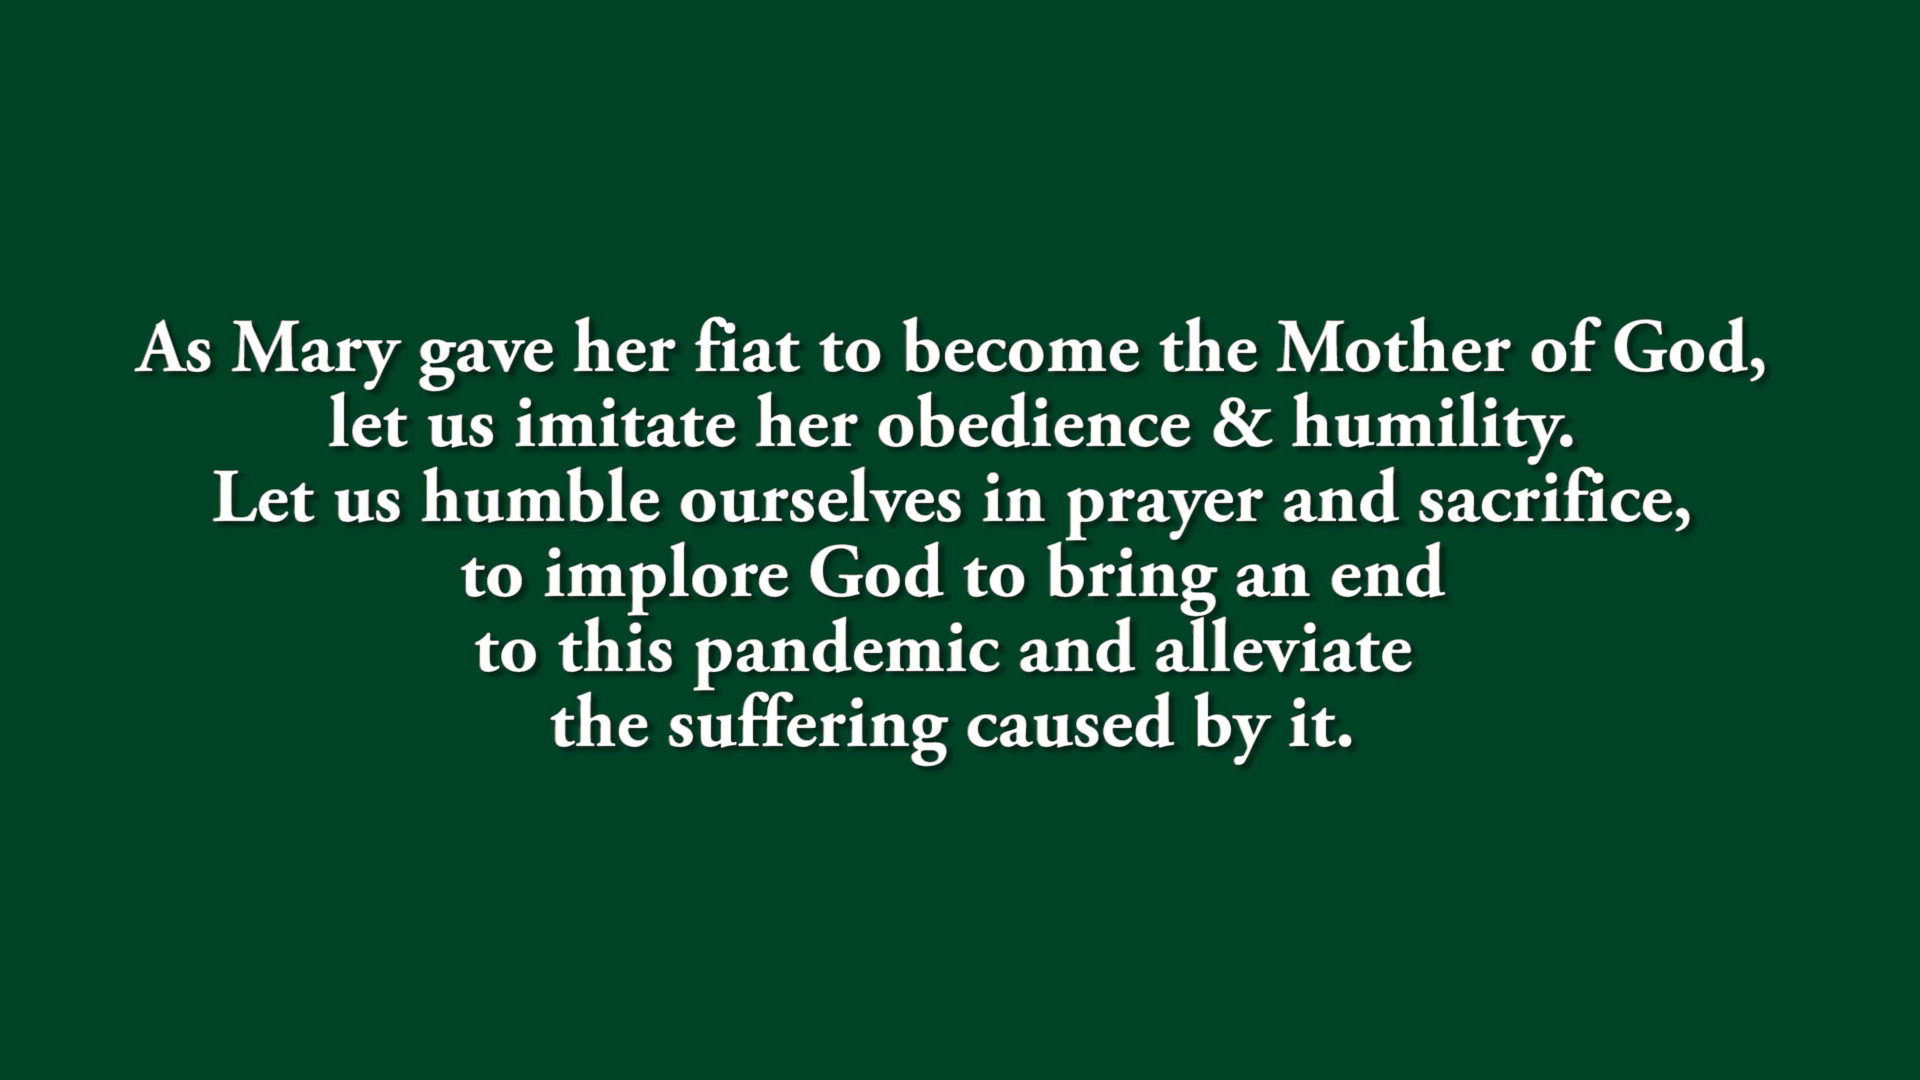 As Mary gave her fiat to become the Mother of God,
let us imitate her obedience & humility.
Let us humble ourselves in prayer and sacrifice,
to implore God to bring an end
to this pandemic and alleviate
the suffering caused by it.